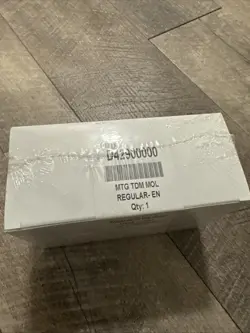 D42900000
MTG TDM MOL
REGULAR- EN
Qty: 1